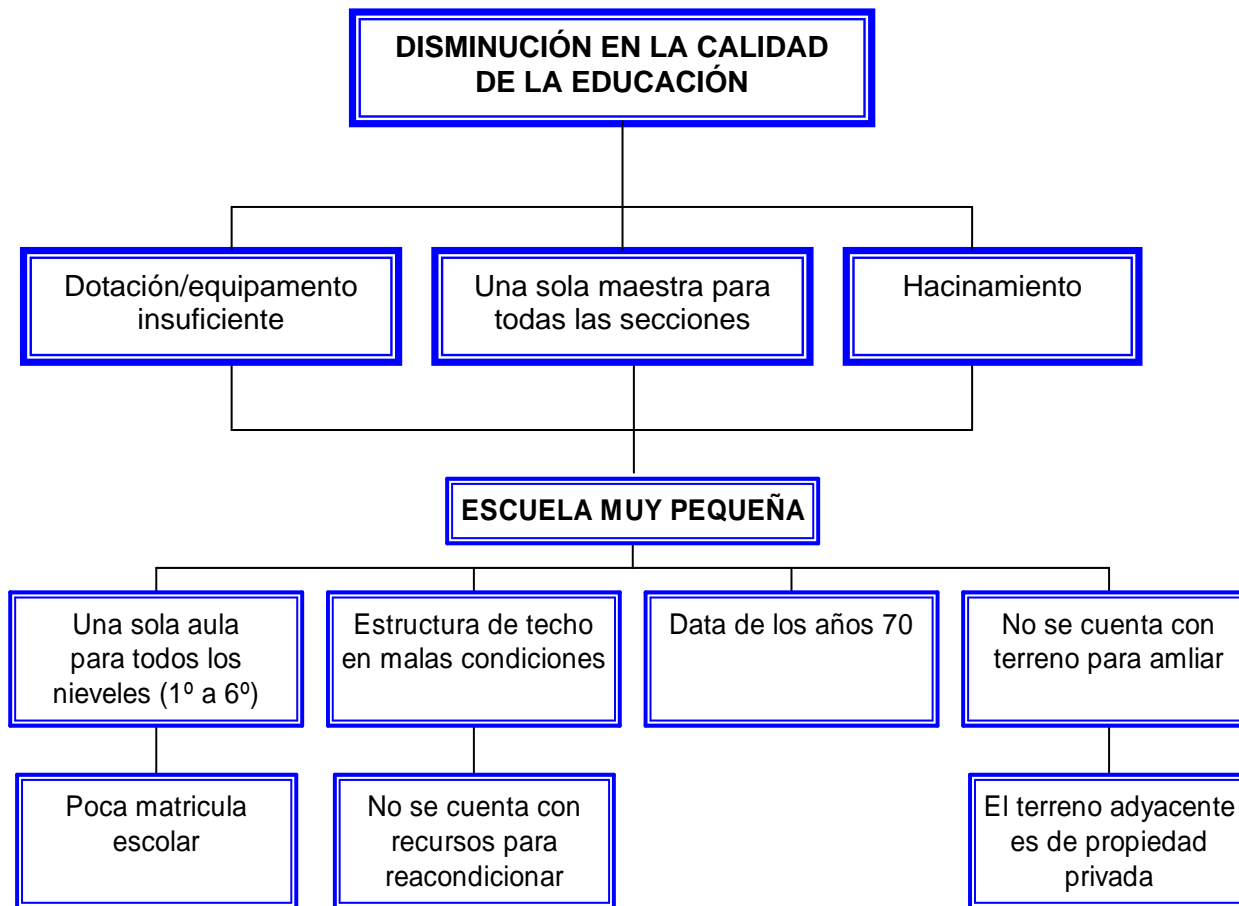 DISMINUCIÓN EN LA CALIDAD
DE LA EDUCACIÓN
Dotación/equipamento
insuficiente
Una sola maestra para
todas las secciones
Hacinamiento
ESCUELA MUY PEQUEÑA
Una sola aula
para todos los
nieveles (1º a 6º)
Estructura de techo
en malas condiciones
Data de los años 70
No se cuenta con
terreno para amliar
Poca matricula
escolar
No se cuenta con
recursos para
reacondicionar
El terreno adyacente
es de propiedad
privada